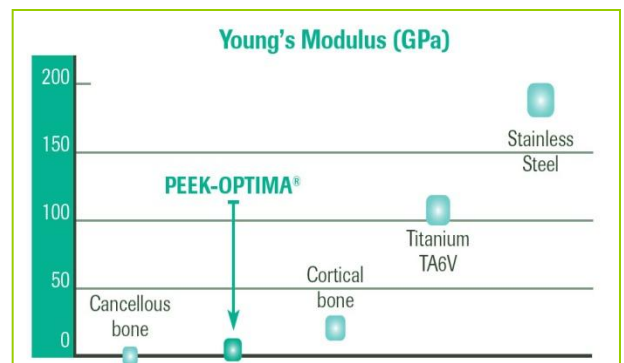 Young's Modulus (GPa)
200
150
100
50
0
Cancellous
bone
PEEK-OPTIMA®
Cortical
bone
Titanium
TA6V
Stainless
Steel